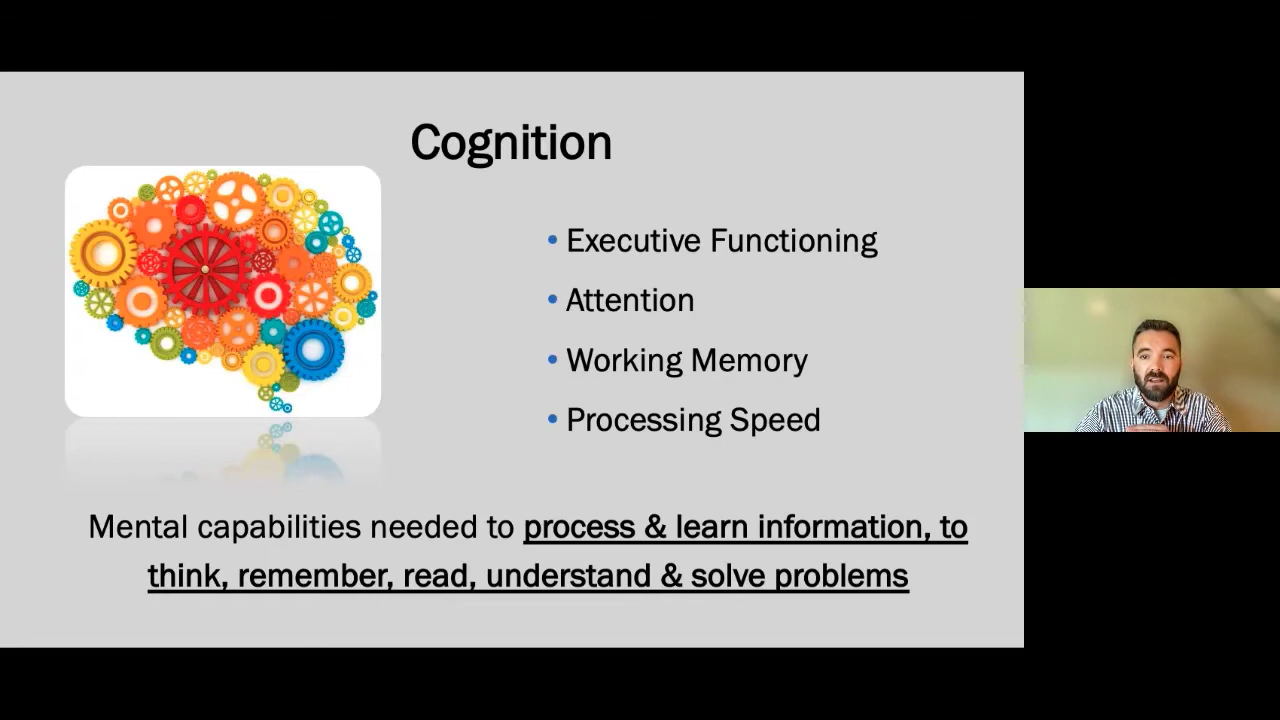 Cognition
• Executive Functioning
• Attention
• Working Memory
• Processing Speed
Mental capabilities needed to process & learn information, to
think, remember, read, understand & solve problems